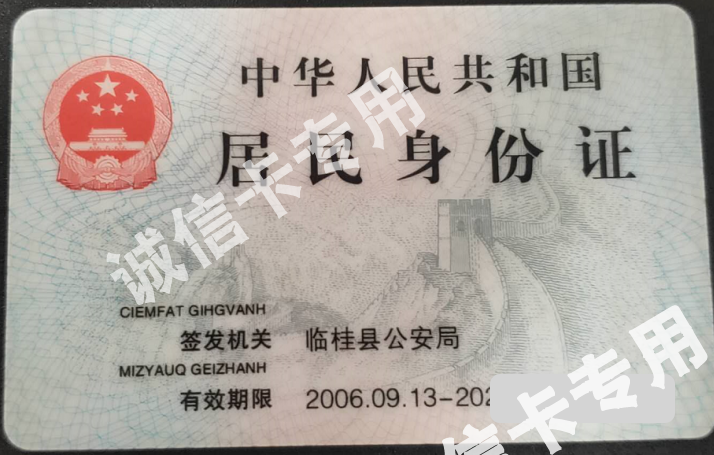 中华人民共和国
居民身份证
诚信卡专用
CIEMFAT GIHGVANH
签发机关 临桂县公安局
MIZYAUQ GEIZHANH
有效期限 2006.09.13-202
信卡专用